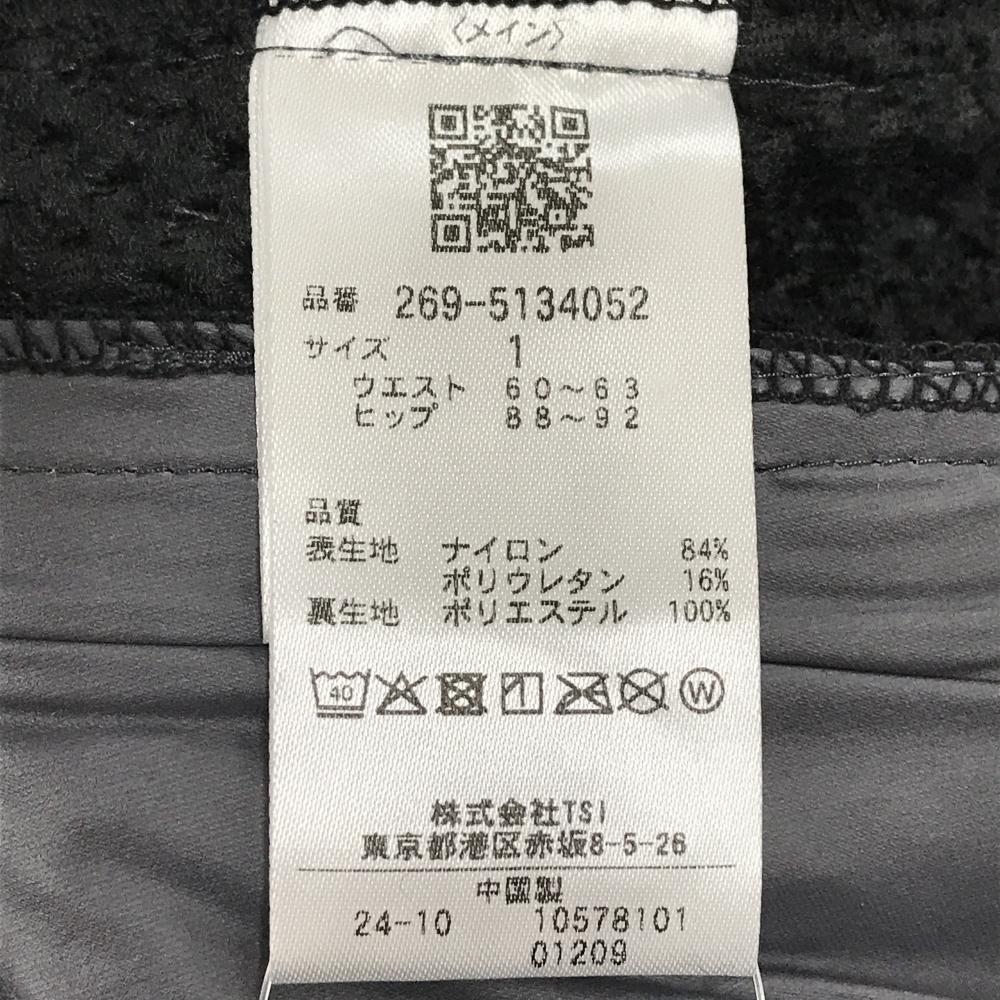 〈メイン〉
品番 269-5134052
サイズ 1
ウエスト 60～63
ヒップ 88～92
品質
表生地 ナイロン 84%
ポリウレタン 16%
裏生地 ポリエステル 100%
40 W
株式会社TSI
東京都港区赤坂8-5-26
中国製
24-10 10578101
01209